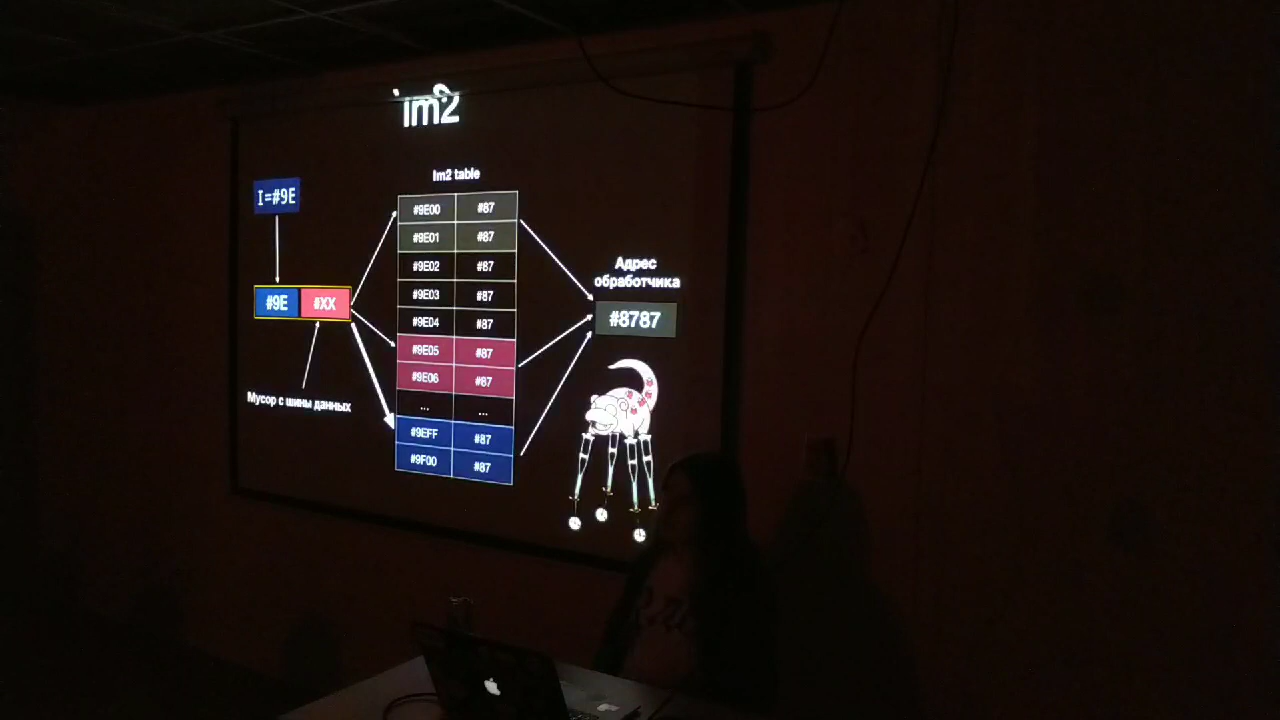 im2
Im2 table
I=#9E
#9E00 #87
#9E01 #87
#9E02 #87
#9E03 #87
#9E04 #87
#9E05 #87
#9E06 #87
... ...
#9EFF #87
#9F00 #87
#9E #XX
Мусор с шины данных
Адрес
обработчика
#8787